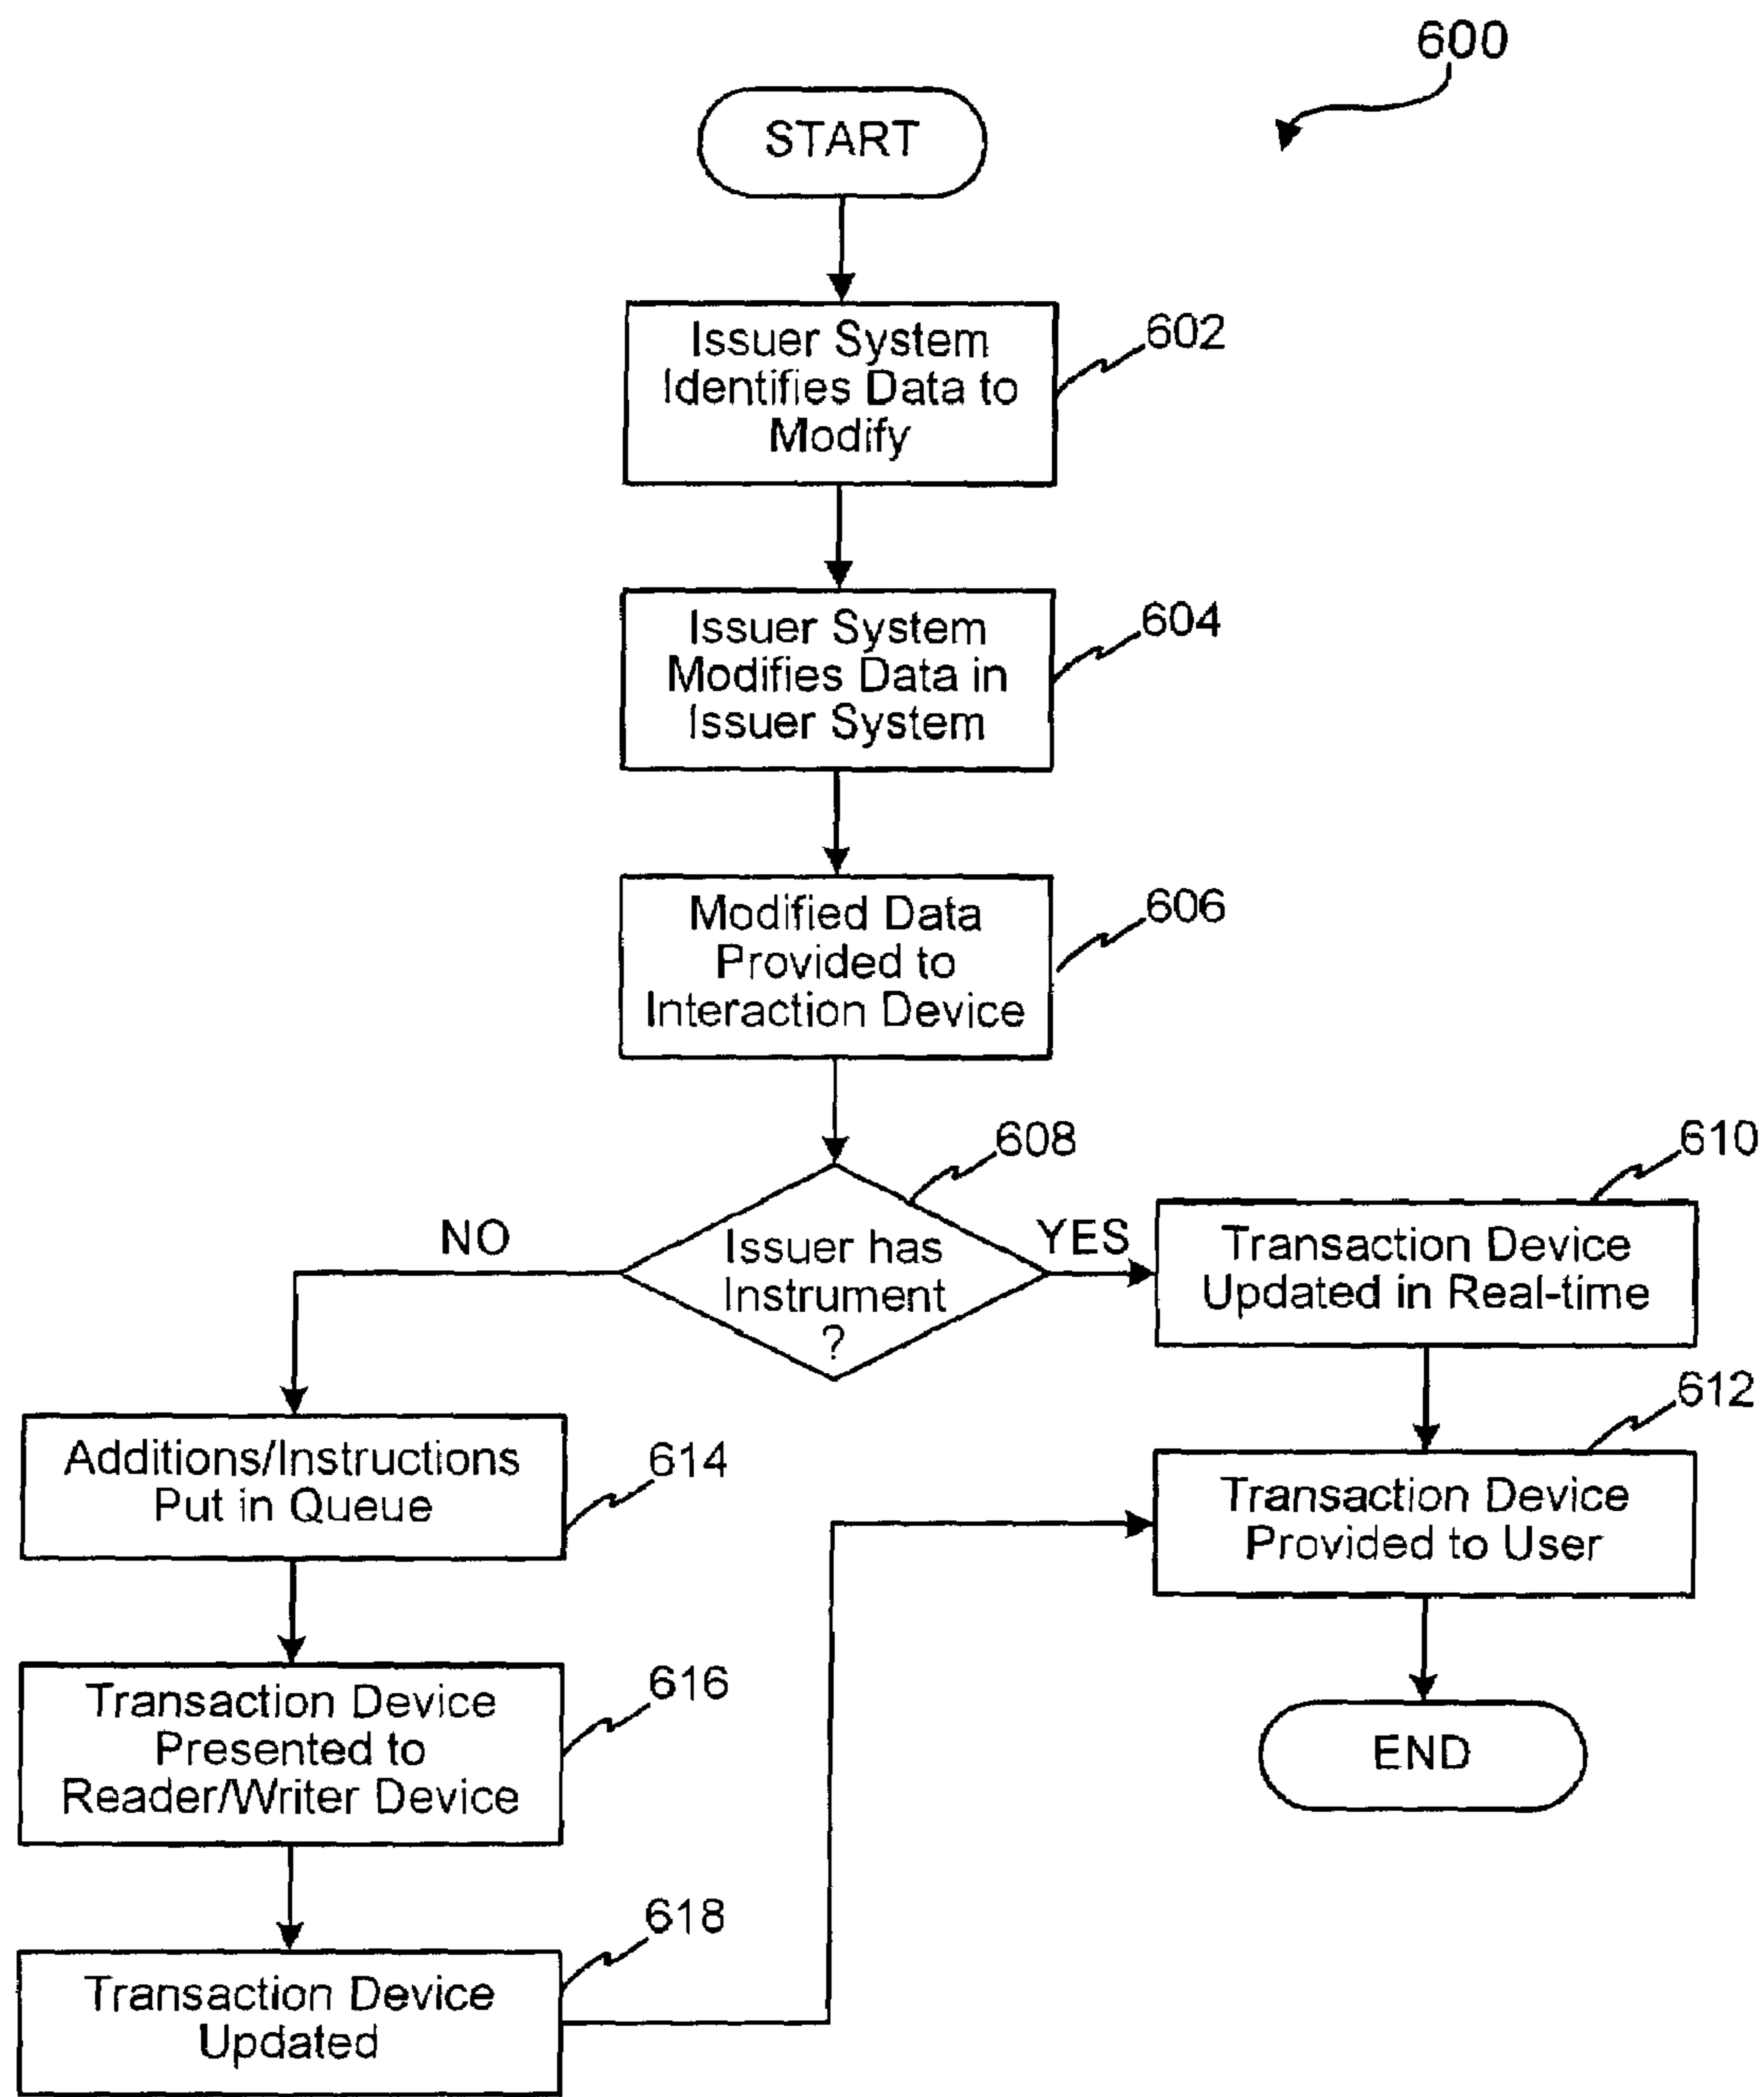 600
START
Issuer System
Identifies Data to
Modify
602
Issuer System
Modifies Data in
Issuer System
604
Modified Data
Provided to
Interaction Device
606
608
Issuer has
Instrument
?
NO
YES
610
Transaction Device
Updated in Real-time
612
Transaction Device
Provided to User
END
Additions/Instructions
Put in Queue
614
Transaction Device
Presented to
Reader/Writer Device
616
Transaction Device
Updated
618